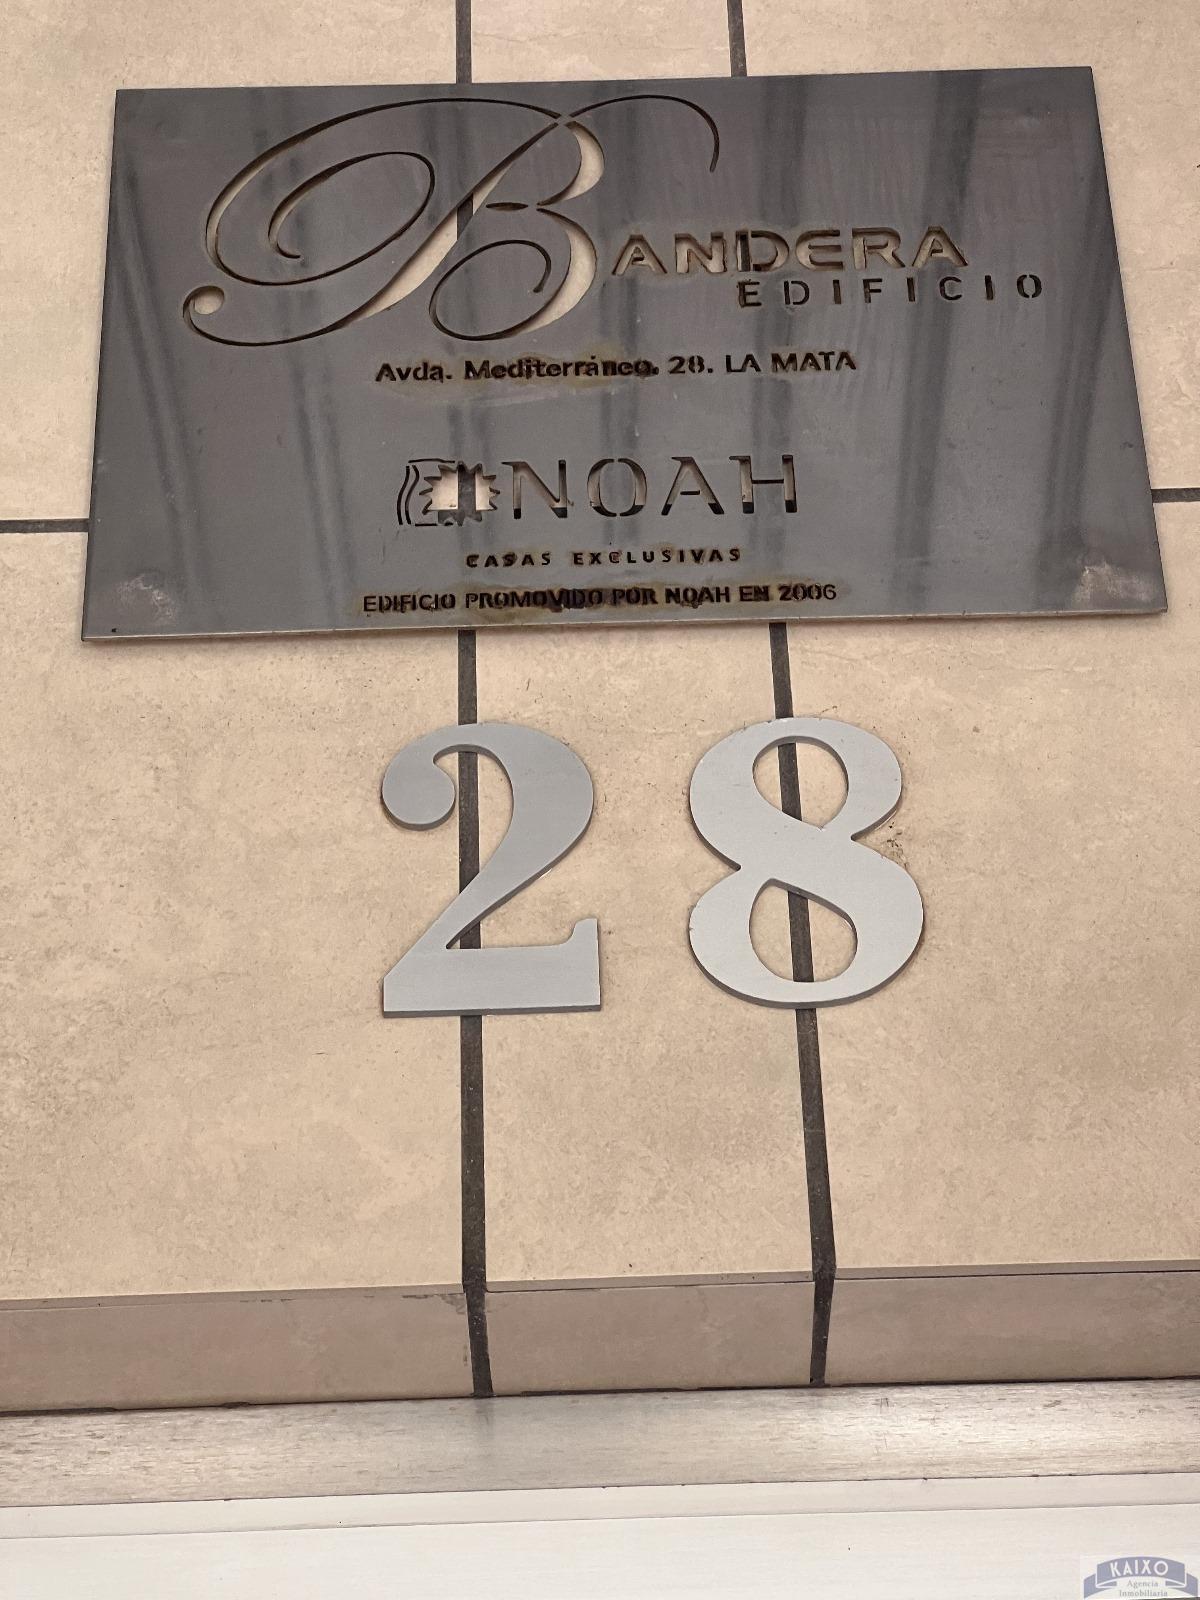 BANDERA
EDIFICIO
Avda. Mediterráneo, 28. LA MATA
NOAH
CASAS EXCLUSIVAS
EDIFICIO PROMOVIDO POR NOAH EN 2006
28
KAIXO
Agencia
Inmobiliaria